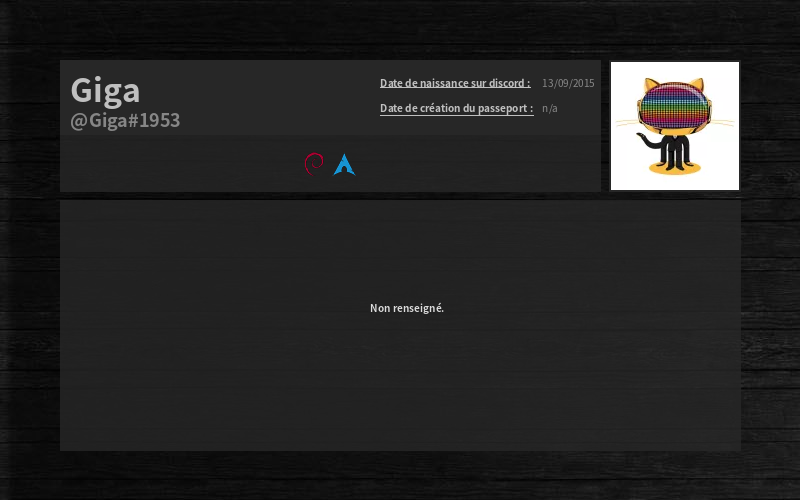 Giga
@Giga#1953
Date de naissance sur discord : 13/09/2015
Date de création du passeport : n/a
Non renseigné.